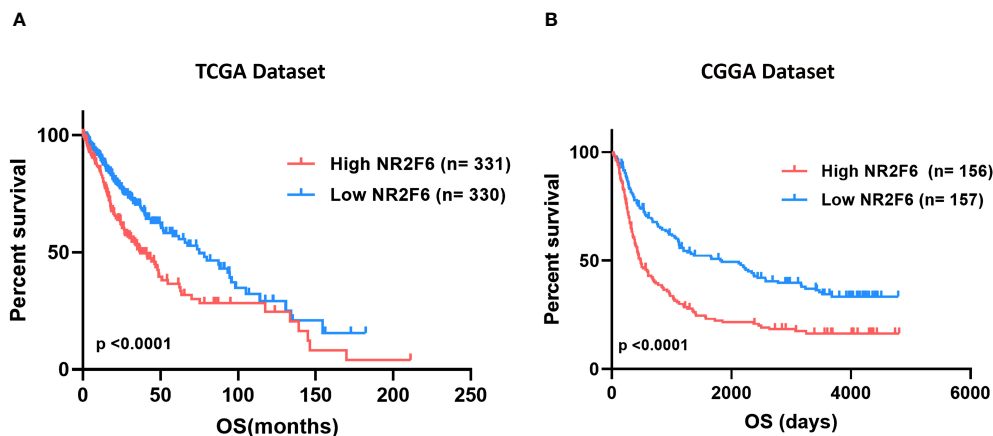 A
TCGA Dataset
Percent survival
100
50
0
High NR2F6 (n= 331)
Low NR2F6 (n= 330)
p <0.0001
0 50 100 150 200 250
OS(months)
B
CGGA Dataset
Percent survival
100
50
0
High NR2F6 (n= 156)
Low NR2F6 (n= 157)
p <0.0001
0 2000 4000 6000
OS (days)